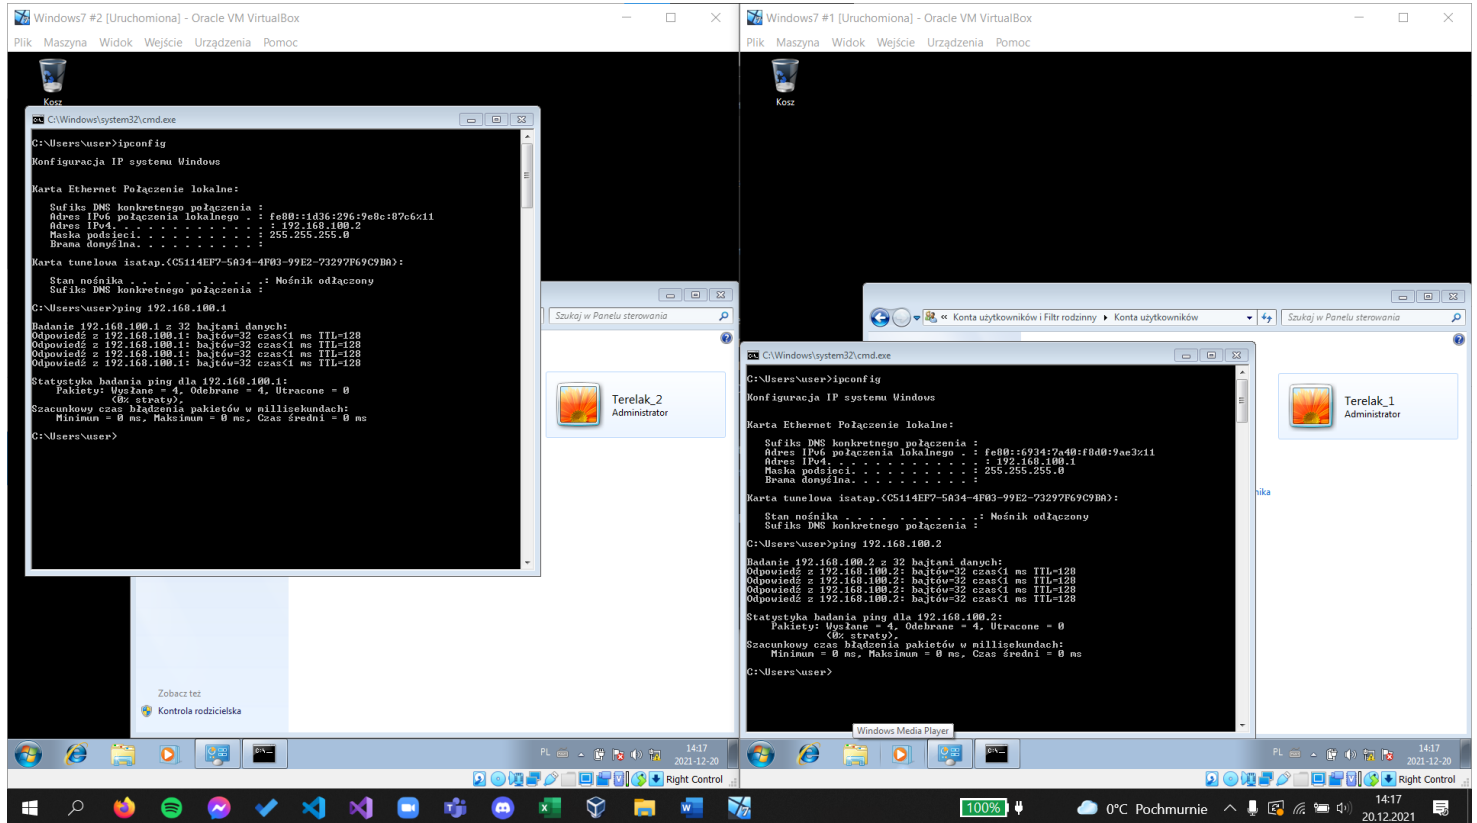 Windows7 #2 [Uruchomiona] - Oracle VM VirtualBox
Plik Maszyna Widok Wejście Urządzenia Pomoc
Kosz
C:\Windows\system32\cmd.exe
C:\Users\user>ipconfig
Konfiguracja IP systemu Windows
Karta Ethernet Połączenie lokalne:
Sufiks DNS konkretnego połączenia :
Adres IPv6 połączenia lokalnego . : fe80::1d36:296:9e8c:87c6%11
Adres IPv4. . . . . . . . . . . . . : 192.168.100.2
Maska podsieci. . . . . . . . . . : 255.255.255.0
Brama domyślna. . . . . . . . . . :
Karta tunelowa isatap.{C5114EF7-5A34-4F03-99E2-73297F69C9BA}:
Stan nośnika . . . . . . . . . . .: Nośnik odłączony
Sufiks DNS konkretnego połączenia :
C:\Users\user>ping 192.168.100.1
Badanie 192.168.100.1 z 32 bajtami danych:
Odpowiedź z 192.168.100.1: bajtów=32 czas<1 ms TTL=128
Odpowiedź z 192.168.100.1: bajtów=32 czas<1 ms TTL=128
Odpowiedź z 192.168.100.1: bajtów=32 czas<1 ms TTL=128
Odpowiedź z 192.168.100.1: bajtów=32 czas<1 ms TTL=128
Statystyka badania ping dla 192.168.100.1:
Pakiety: Wysłane = 4, Odebrane = 4, Utracone = 0
(0% straty),
Szacunkowy czas błądzenia pakietów w millisekundach:
Minimum = 0 ms, Maksimum = 0 ms, Czas średni = 0 ms
C:\Users\user>
Szukaj w Panelu sterowania
Terelak_2
Administrator
Zobacz też
Kontrola rodzicielska
PL
14:17
2021-12-20
Right Control
Windows7 #1 [Uruchomiona] - Oracle VM VirtualBox
Plik Maszyna Widok Wejście Urządzenia Pomoc
Kosz
« Konta użytkowników i Filtr rodzinny Konta użytkowników
Szukaj w Panelu sterowania
C:\Windows\system32\cmd.exe
C:\Users\user>ipconfig
Konfiguracja IP systemu Windows
Karta Ethernet Połączenie lokalne:
Sufiks DNS konkretnego połączenia :
Adres IPv6 połączenia lokalnego . : fe80::6934:7a40:f8d0:9ae3%11
Adres IPv4. . . . . . . . . . . . . : 192.168.100.1
Maska podsieci. . . . . . . . . . : 255.255.255.0
Brama domyślna. . . . . . . . . . :
Karta tunelowa isatap.{C5114EF7-5A34-4F03-99E2-73297F69C9BA}:
Stan nośnika . . . . . . . . . . .: Nośnik odłączony
Sufiks DNS konkretnego połączenia :
C:\Users\user>ping 192.168.100.2
Badanie 192.168.100.2 z 32 bajtami danych:
Odpowiedź z 192.168.100.2: bajtów=32 czas<1 ms TTL=128
Odpowiedź z 192.168.100.2: bajtów=32 czas<1 ms TTL=128
Odpowiedź z 192.168.100.2: bajtów=32 czas<1 ms TTL=128
Odpowiedź z 192.168.100.2: bajtów=32 czas<1 ms TTL=128
Statystyka badania ping dla 192.168.100.2:
Pakiety: Wysłane = 4, Odebrane = 4, Utracone = 0
(0% straty),
Szacunkowy czas błądzenia pakietów w millisekundach:
Minimum = 0 ms, Maksimum = 0 ms, Czas średni = 0 ms
C:\Users\user>
Terelak_1
Administrator
nika
Windows Media Player
PL
14:17
2021-12-20
Right Control
100%
0°C Pochmurnie
14:17
20.12.2021